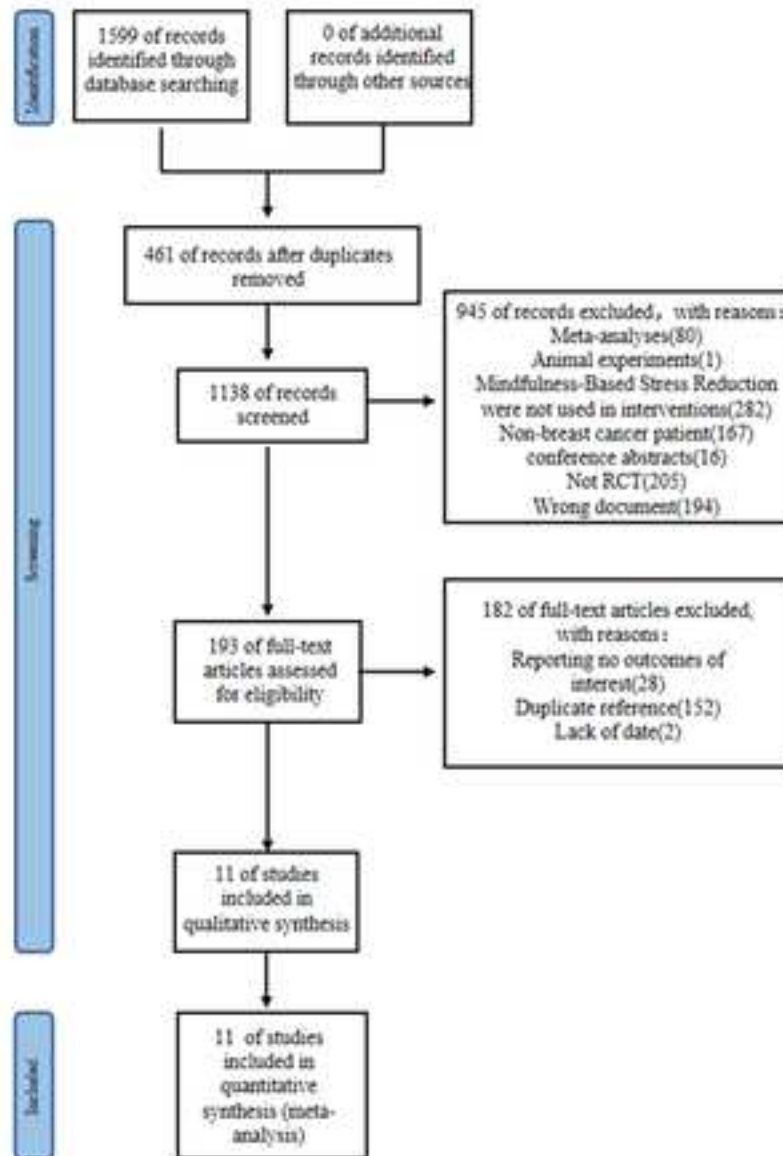 Identification
1599 of records
identified through
database searching
0 of additional
records identified
through other sources
461 of records after duplicates
removed
1138 of records
screened
945 of records excluded，with reasons：
Meta-analyses(80)
Animal experiments(1)
Mindfulness-Based Stress Reduction
were not used in interventions(282)
Non-breast cancer patient(167)
conference abstracts(16)
Not RCT(205)
Wrong document(194)
Screening
193 of full-text
articles assessed
for eligibility
182 of full-text articles excluded,
with reasons：
Reporting no outcomes of
interest(28)
Duplicate reference(152)
Lack of date(2)
11 of studies
included in
qualitative synthesis
Included
11 of studies
included in
quantitative
synthesis (meta-
analysis)